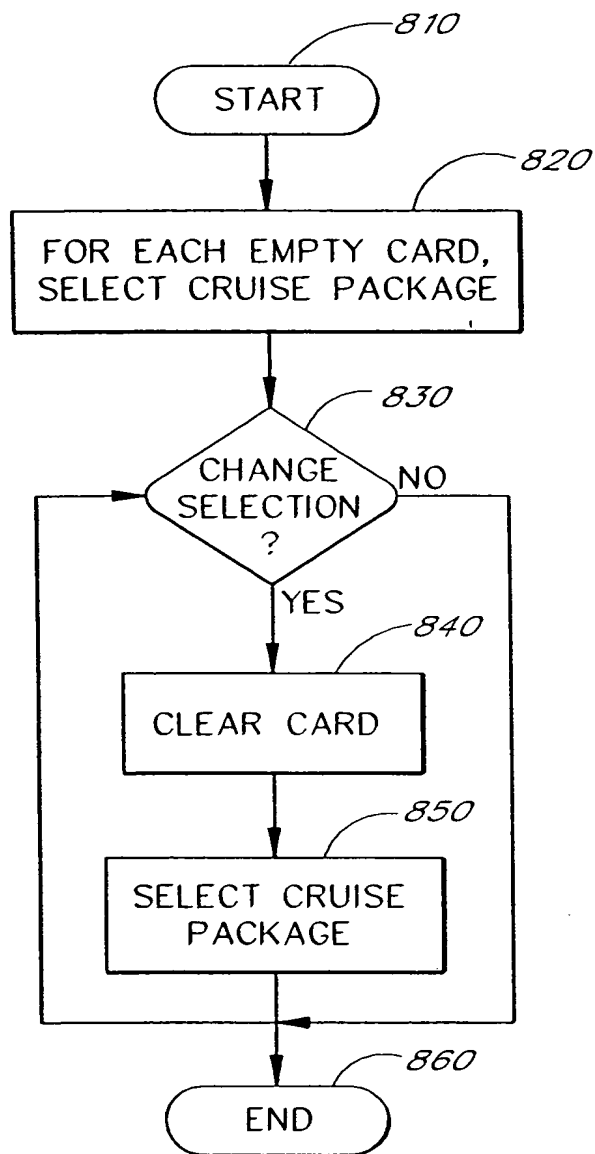 810
START
820
FOR EACH EMPTY CARD,
SELECT CRUISE PACKAGE
830
CHANGE
SELECTION
?
NO
YES
840
CLEAR CARD
850
SELECT CRUISE
PACKAGE
860
END